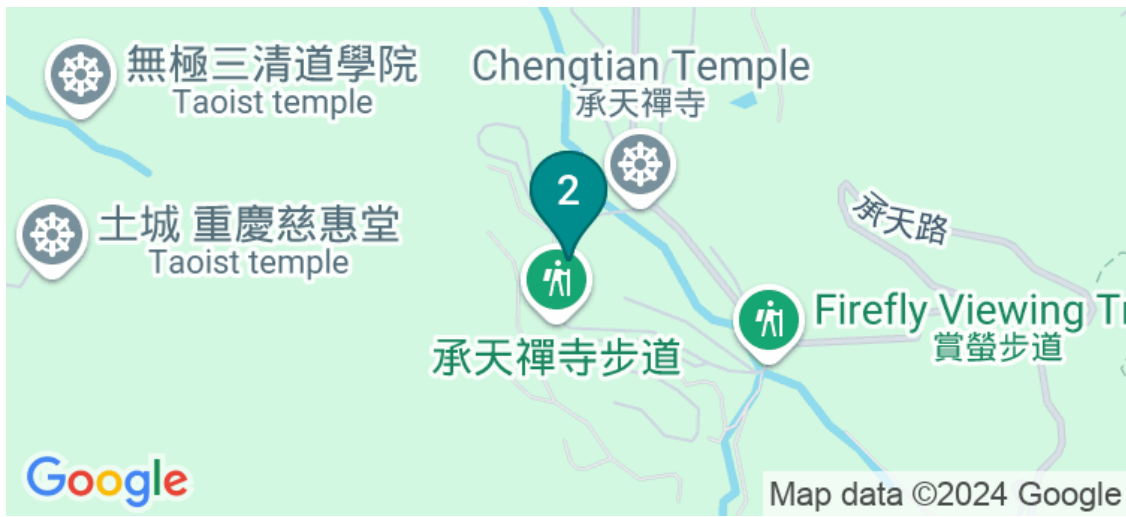 無極三清道學院
Taoist temple
Chengtian Temple
承天禪寺
2
土城 重慶慈惠堂
Taoist temple
承天路
承天禪寺步道
Firefly Viewing Tr
賞螢步道
Google
Map data ©2024 Google